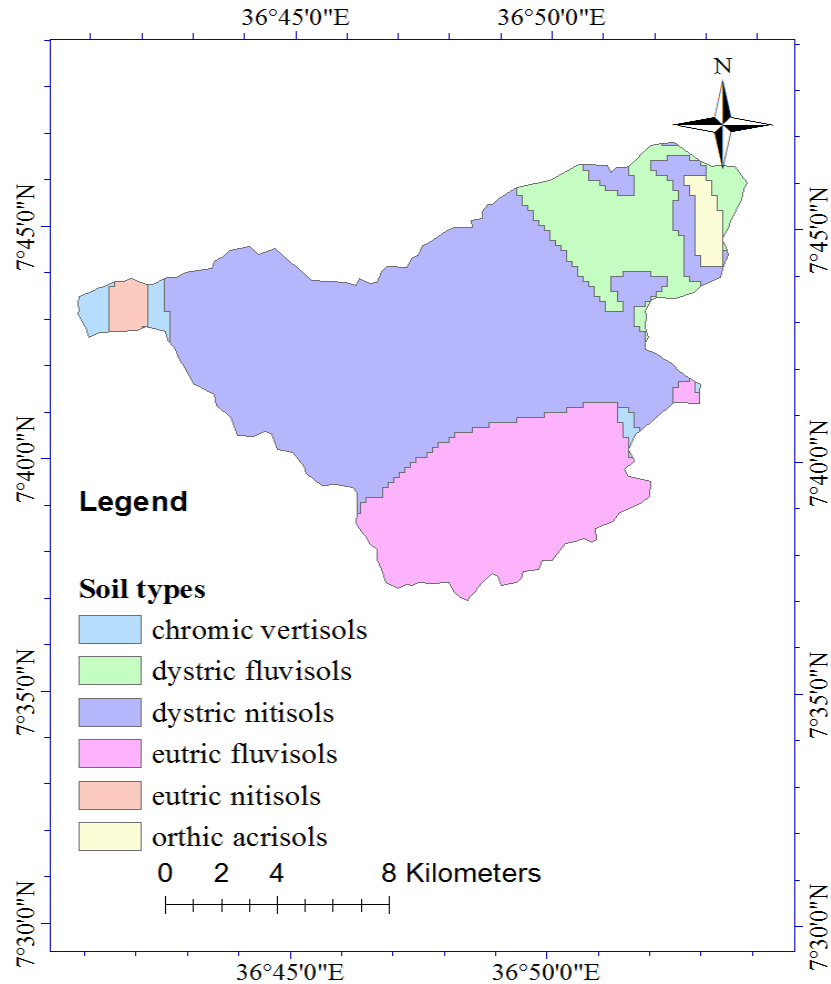 36°45'0"E 36°50'0"E
N
7°45'0"N 7°45'0"N
7°40'0"N 7°40'0"N
Legend
Soil types
chromic vertisols
dystric fluvisols
dystric nitisols
eutric fluvisols
eutric nitisols
orthic acrisols
7°35'0"N 7°35'0"N
0 2 4 8 Kilometers
7°30'0"N 7°30'0"N
36°45'0"E 36°50'0"E